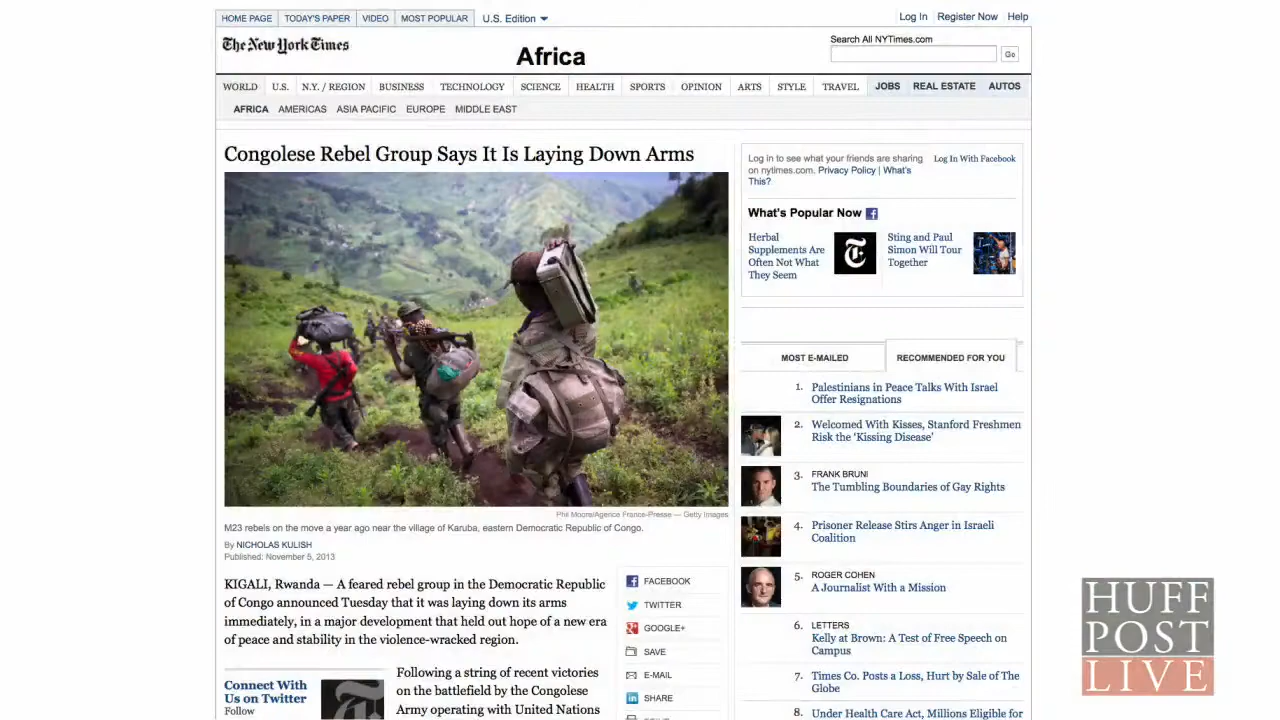 HOME PAGE TODAY'S PAPER VIDEO MOST POPULAR U.S. Edition
Log In Register Now Help
The New York Times
Africa
Search All NYTimes.com
Go
WORLD U.S. N.Y. / REGION BUSINESS TECHNOLOGY SCIENCE HEALTH SPORTS OPINION ARTS STYLE TRAVEL JOBS REAL ESTATE AUTOS
AFRICA AMERICAS ASIA PACIFIC EUROPE MIDDLE EAST
Congolese Rebel Group Says It Is Laying Down Arms
Phil Moore/Agence France-Presse — Getty Images
M23 rebels on the move a year ago near the village of Karuba, eastern Democratic Republic of Congo.
By NICHOLAS KULISH
Published: November 5, 2013
KIGALI, Rwanda — A feared rebel group in the Democratic Republic
of Congo announced Tuesday that it was laying down its arms
immediately, in a major development that held out hope of a new era
of peace and stability in the violence-wracked region.
Connect With
Us on Twitter
Follow
Following a string of recent victories
on the battlefield by the Congolese
Army operating with United Nations
FACEBOOK
TWITTER
GOOGLE+
SAVE
E-MAIL
SHARE
Log in to see what your friends are sharing
on nytimes.com. Privacy Policy | What's
This?
Log In With Facebook
What's Popular Now
Herbal
Supplements Are
Often Not What
They Seem
Sting and Paul
Simon Will Tour
Together
MOST E-MAILED RECOMMENDED FOR YOU
1. Palestinians in Peace Talks With Israel
Offer Resignations
2. Welcomed With Kisses, Stanford Freshmen
Risk the 'Kissing Disease'
3. FRANK BRUNI
The Tumbling Boundaries of Gay Rights
4. Prisoner Release Stirs Anger in Israeli
Coalition
5. ROGER COHEN
A Journalist With a Mission
6. LETTERS
Kelly at Brown: A Test of Free Speech on
Campus
7. Times Co. Posts a Loss, Hurt by Sale of The
Globe
8. Under Health Care Act, Millions Eligible for
HUFF
POST
LIVE